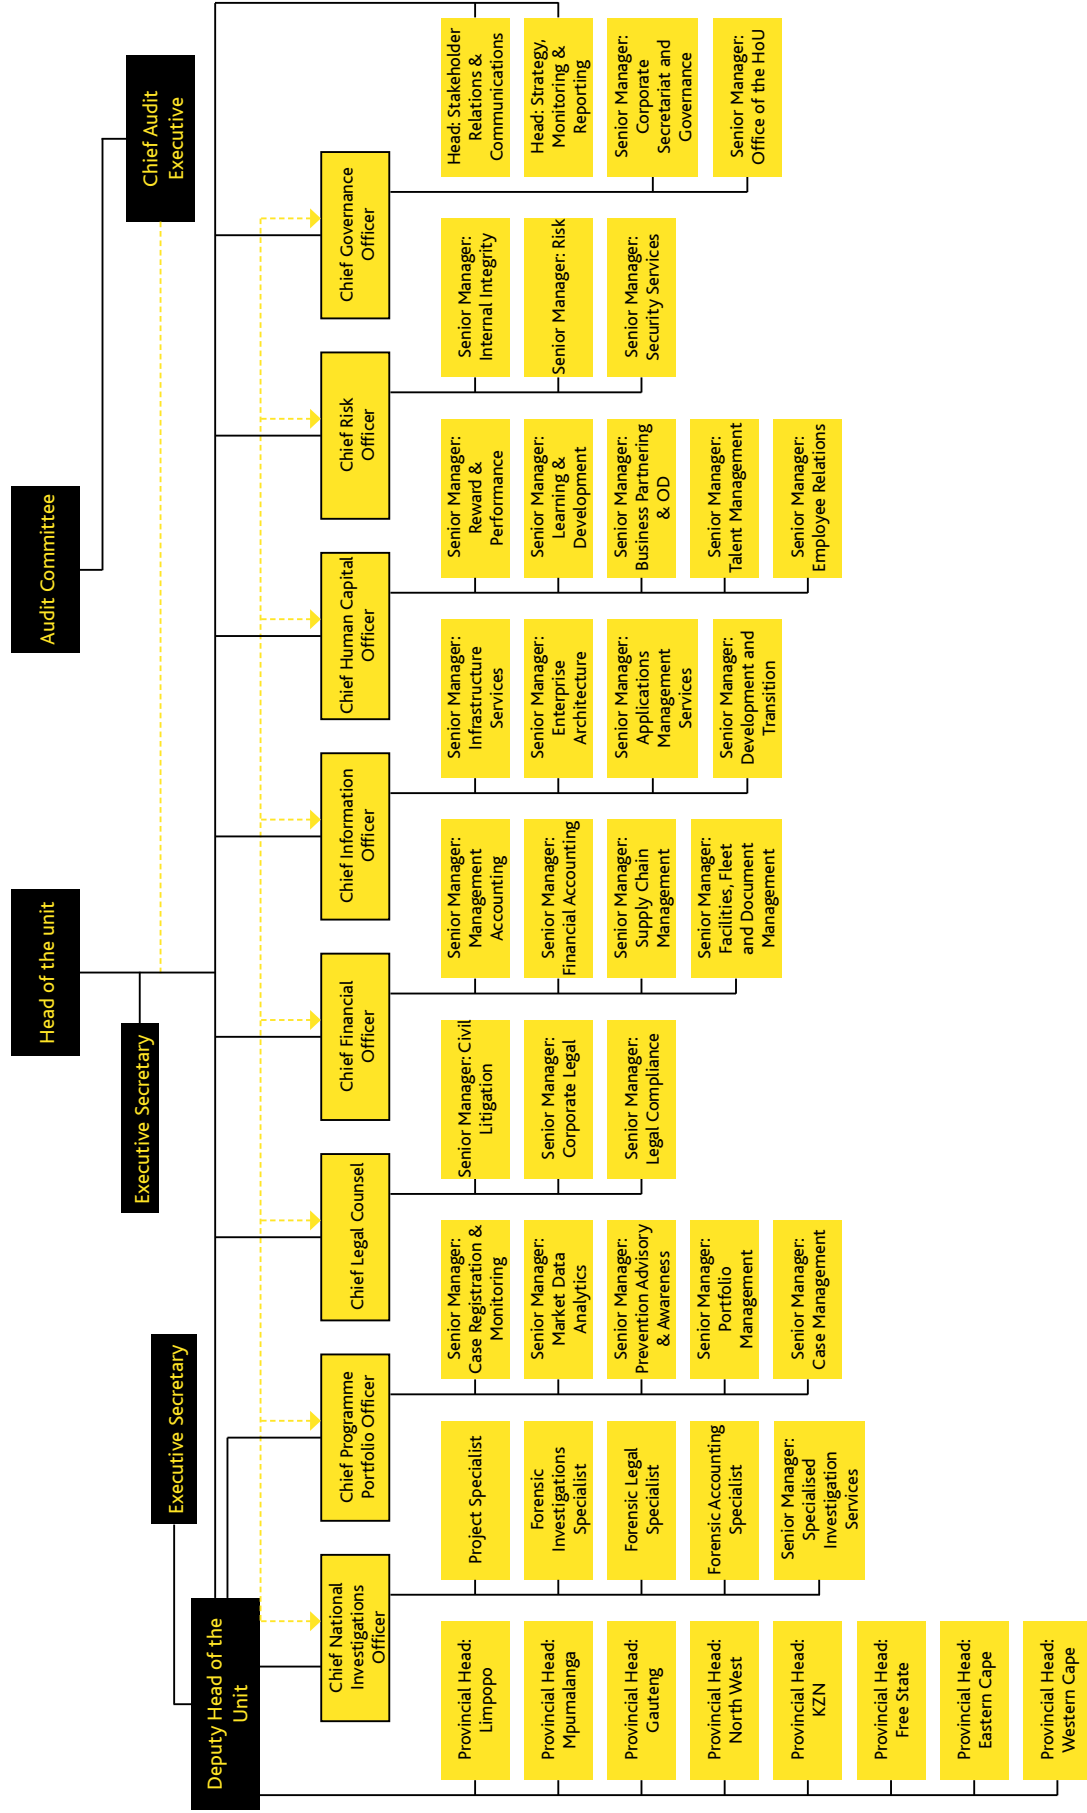 Audit Committee
Head of the unit
Chief Audit
Executive
Executive Secretary
Executive Secretary
Deputy Head of the
Unit
Chief National
Investigations
Officer
Chief Programme
Portfolio Officer
Chief Legal Counsel
Chief Financial
Officer
Chief Information
Officer
Chief Human Capital
Officer
Chief Risk
Officer
Chief Governance
Officer
Provincial Head:
Limpopo
Provincial Head:
Mpumalanga
Provincial Head:
Gauteng
Provincial Head:
North West
Provincial Head:
KZN
Provincial Head:
Free State
Provincial Head:
Eastern Cape
Provincial Head:
Western Cape
Project Specialist
Forensic
Investigations
Specialist
Forensic Legal
Specialist
Forensic Accounting
Specialist
Senior Manager:
Specialised
Investigation
Services
Senior Manager:
Case Registration &
Monitoring
Senior Manager:
Market Data
Analytics
Senior Manager:
Prevention Advisory
& Awareness
Senior Manager:
Portfolio
Management
Senior Manager:
Case Management
Senior Manager: Civil
Litigation
Senior Manager:
Corporate Legal
Senior Manager:
Legal Compliance
Senior Manager:
Management
Accounting
Senior Manager:
Financial Accounting
Senior Manager:
Supply Chain
Management
Senior Manager:
Facilities, Fleet
and Document
Management
Senior Manager:
Infrastructure
Services
Senior Manager:
Enterprise
Architecture
Senior Manager:
Applications
Management
Services
Senior Manager:
Development and
Transition
Senior Manager:
Reward &
Performance
Senior Manager:
Learning &
Development
Senior Manager:
Business Partnering
& OD
Senior Manager:
Talent Management
Senior Manager:
Employee Relations
Senior Manager:
Internal Integrity
Senior Manager: Risk
Senior Manager:
Security Services
Head: Stakeholder
Relations &
Communications
Head: Strategy,
Monitoring &
Reporting
Senior Manager:
Corporate
Secretariat and
Governance
Senior Manager:
Office of the HoU